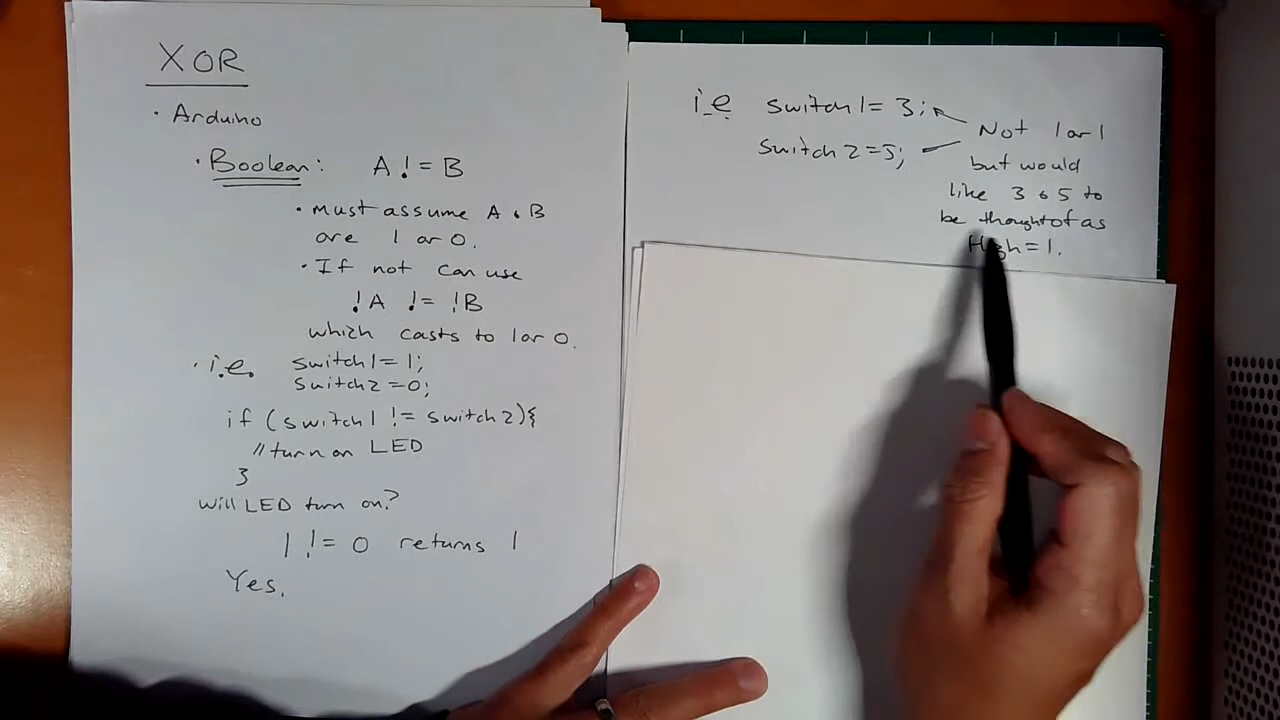 XOR
• Arduino
• Boolean: A != B
• must assume A & B
are 1 or 0.
• If not can use
!A != !B
which casts to 1 or 0.
• i.e. switch1 = 1;
switch2 = 0;
if (switch1 != switch2){
// turn on LED
}
Will LED turn on?
1 != 0 returns 1
Yes.
i.e switch1 = 3;
switch2 = 5;
Not 1 or 1
but would
like 3 & 5 to
be thought of as
High = 1.